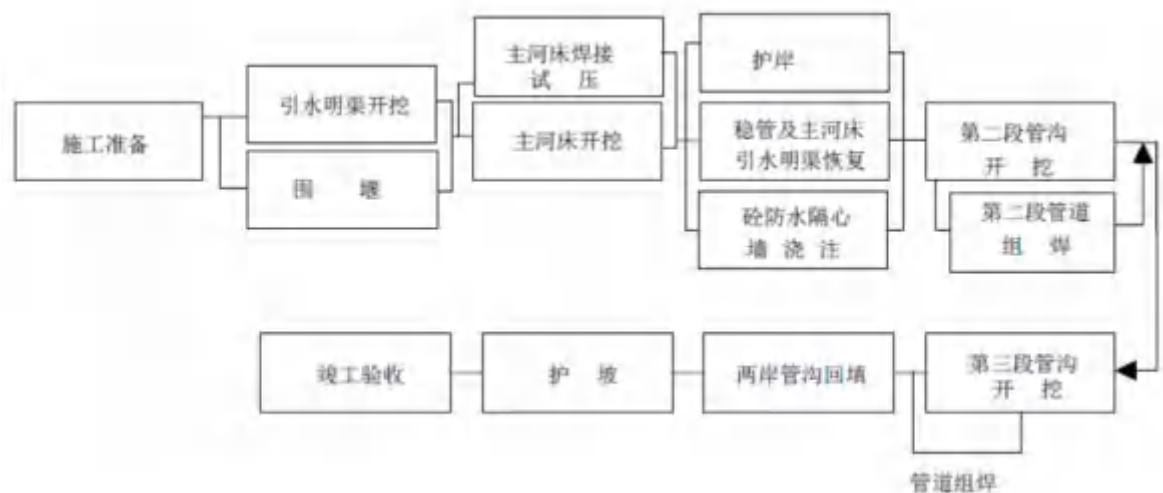 施工准备
引水明渠开挖
围 堰
主河床焊接
试 压
主河床开挖
护岸
稳管及主河床
引水明渠恢复
砼防水隔心
墙 浇 注
第二段管沟
开 挖
第二段管道
组 焊
第三段管沟
开 挖
管道组焊
两岸管沟回填
护 坡
竣工验收